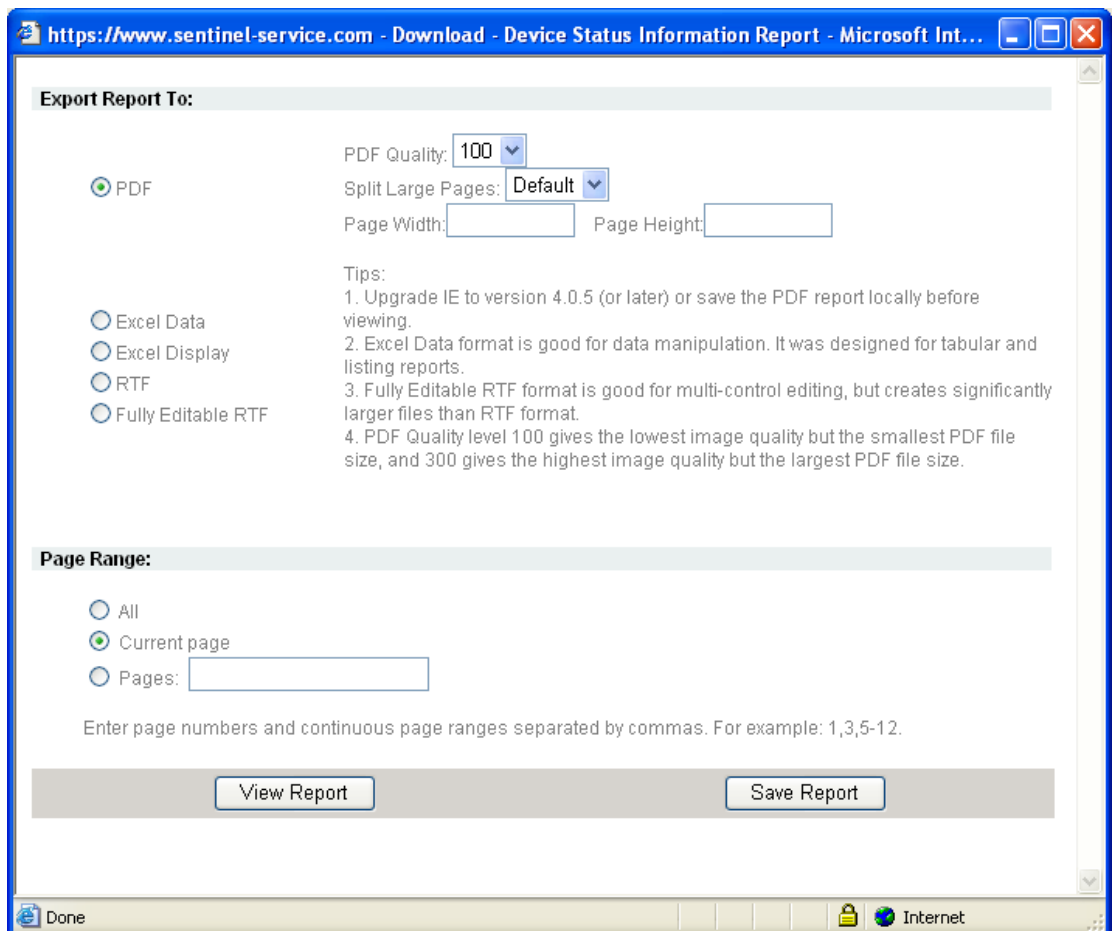 https://www.sentinel-service.com - Download - Device Status Information Report - Microsoft Int...
Export Report To:
PDF Quality: 100
PDF
Split Large Pages: Default
Page Width: Page Height:
Tips:
1. Upgrade IE to version 4.0.5 (or later) or save the PDF report locally before
viewing.
2. Excel Data format is good for data manipulation. It was designed for tabular and
listing reports.
3. Fully Editable RTF format is good for multi-control editing, but creates significantly
larger files than RTF format.
4. PDF Quality level 100 gives the lowest image quality but the smallest PDF file
size, and 300 gives the highest image quality but the largest PDF file size.
Excel Data
Excel Display
RTF
Fully Editable RTF
Page Range:
All
Current page
Pages:
Enter page numbers and continuous page ranges separated by commas. For example: 1,3,5-12.
View Report Save Report
Done Internet